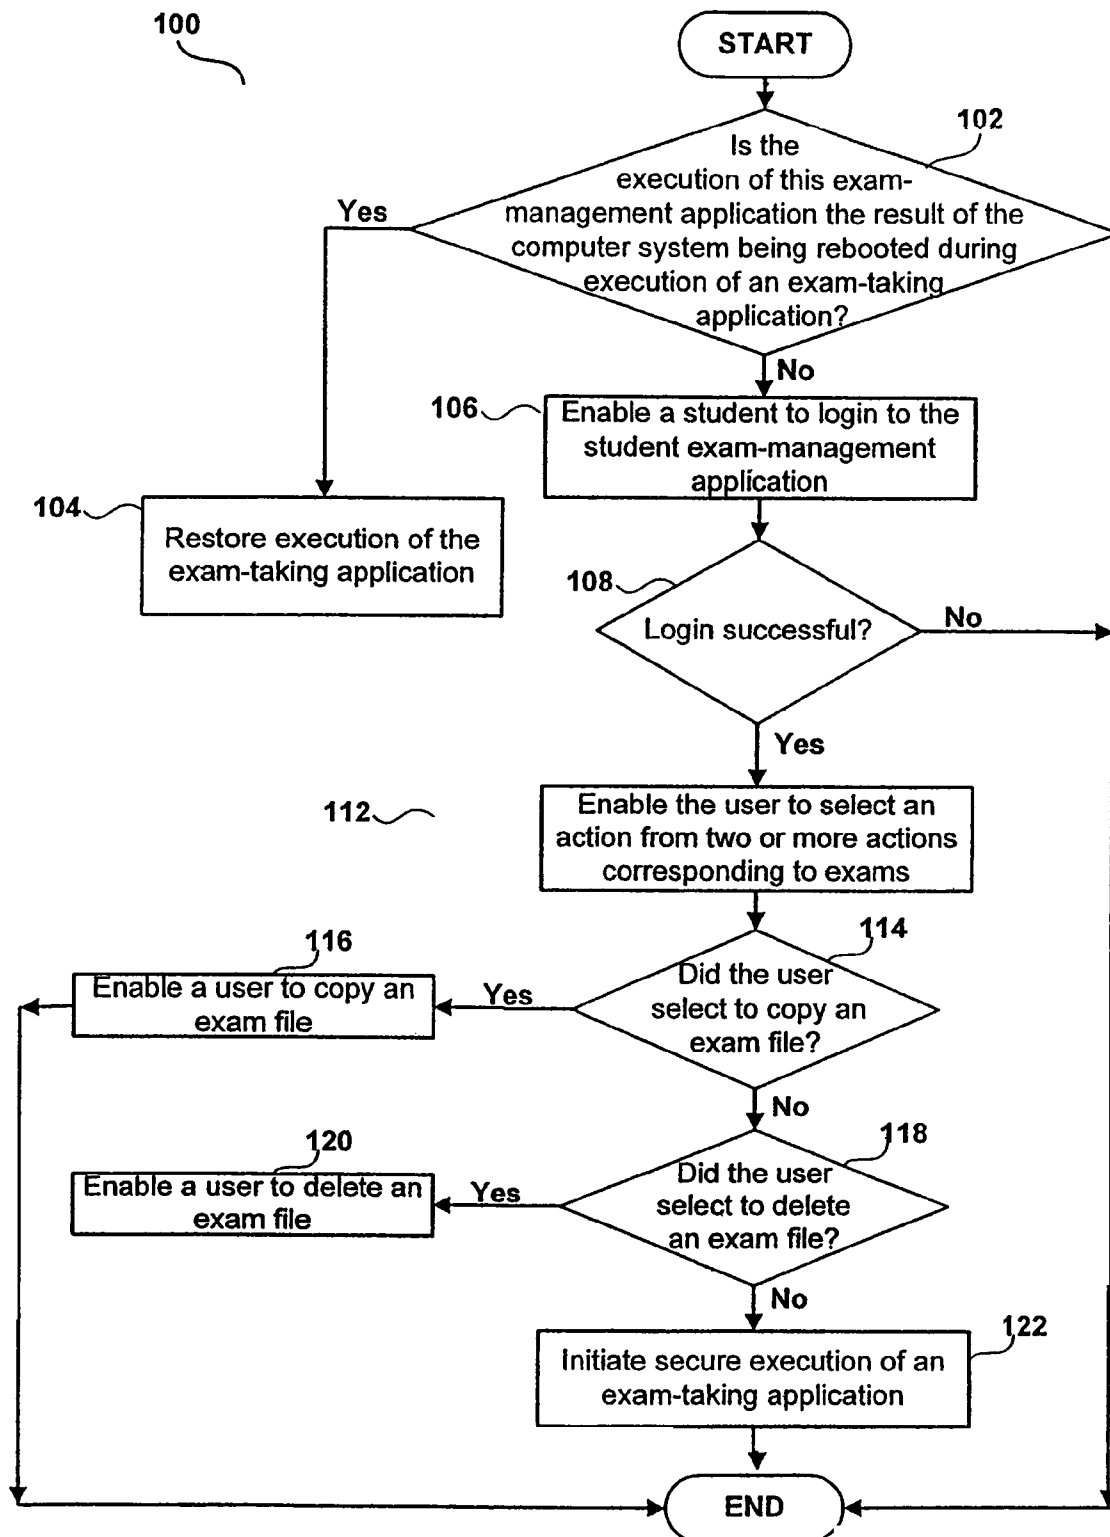 100
START
102
Is the
execution of this exam-
management application the result of the
computer system being rebooted during
execution of an exam-taking
application?
Yes
No
106
Enable a student to login to the
student exam-management
application
104
Restore execution of the
exam-taking application
108
Login successful?
No
Yes
112
Enable the user to select an
action from two or more actions
corresponding to exams
114
116
Did the user
select to copy an
exam file?
Yes
Enable a user to copy an
exam file
No
118
120
Did the user
select to delete
an exam file?
Yes
Enable a user to delete an
exam file
No
122
Initiate secure execution of an
exam-taking application
END